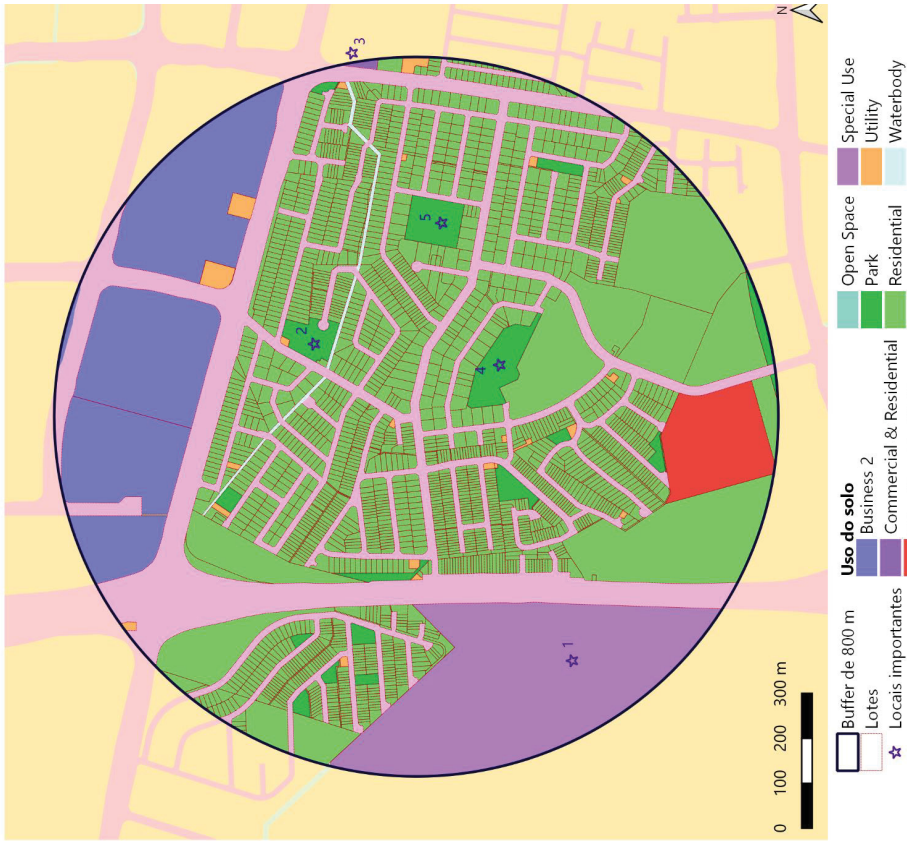 N
3
5
2
4
1
0 100 200 300 m
Buffer de 800 m
Lotes
Locais importantes
Uso do solo
Business 2
Commercial & Residential
Open Space
Park
Residential
Special Use
Utility
Waterbody